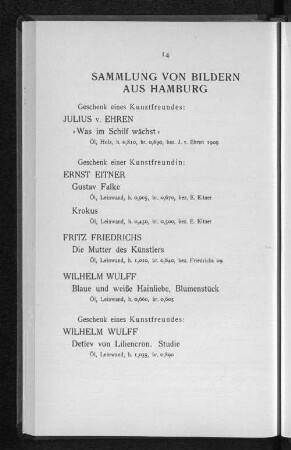 14
SAMMLUNG VON BILDERN
AUS HAMBURG
Geschenk eines Kunstfreundes:
JULIUS v. EHREN
»Was im Schilf wächst«
Öl, Holz, h. 0,810, br. 0,690, bez. J. v. Ehren 1909
Geschenk einer Kunstfreundin:
ERNST EITNER
Gustav Falke
Öl, Leinwand, h. 0,905, br. 0,670, bez. E. Eitner
Krokus
Öl, Leinwand, h. 0,430, br. 0,500, bez. E. Eitner
FRITZ FRIEDRICHS
Die Mutter des Künstlers
Öl, Leinwand, h. 1,010, br. 0,840, bez. Friedrichs 09
WILHELM WULFF
Blaue und weiße Hainliebe, Blumenstück
Öl, Leinwand, h. 0,660, br. 0,605
Geschenk eines Kunstfreundes:
WILHELM WULFF
Detlev von Liliencron. Studie
Öl, Leinwand, h. 1,035, br. 0,890